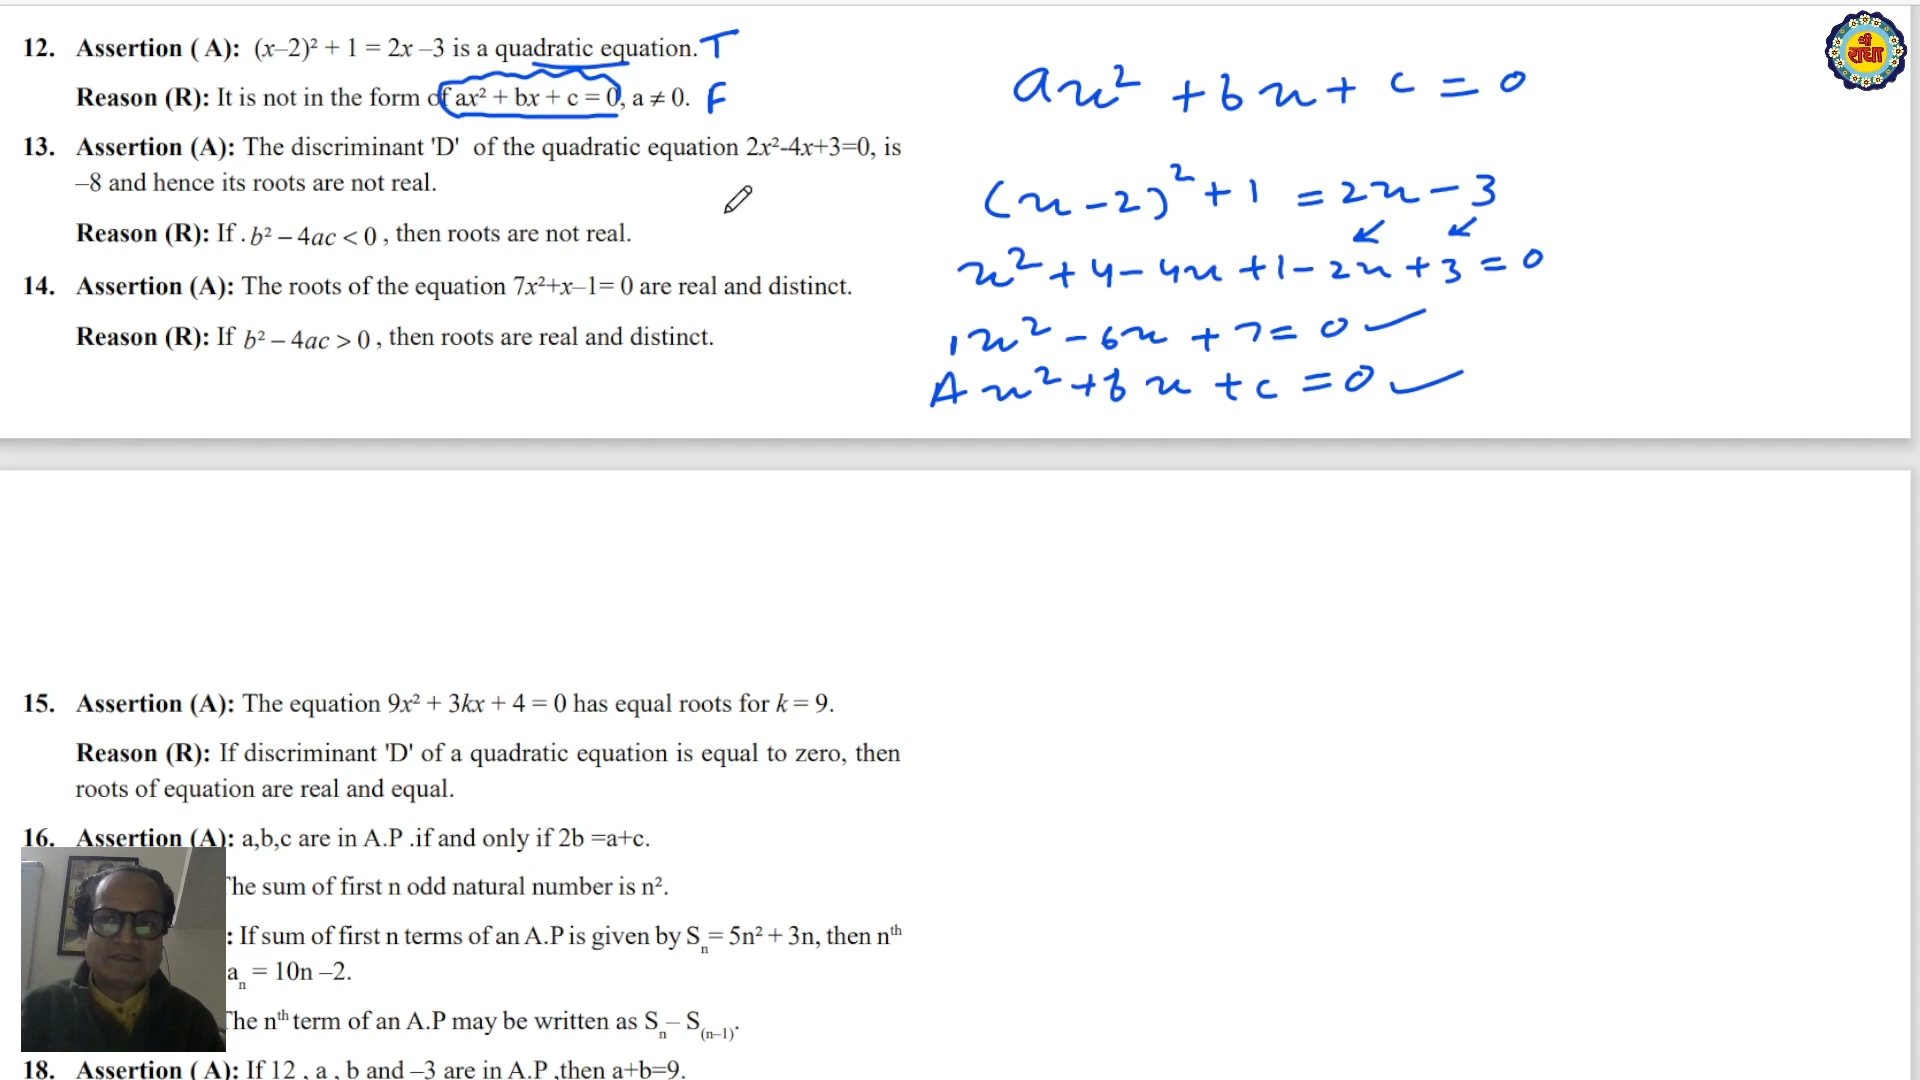 12. Assertion ( A): (x–2)² + 1 = 2x –3 is a quadratic equation. T
Reason (R): It is not in the form of ax² + bx + c = 0, a ≠ 0. F
13. Assertion (A): The discriminant 'D' of the quadratic equation 2x²-4x+3=0, is
–8 and hence its roots are not real.
Reason (R): If . b² – 4ac < 0 , then roots are not real.
14. Assertion (A): The roots of the equation 7x²+x–1= 0 are real and distinct.
Reason (R): If b² – 4ac > 0 , then roots are real and distinct.
श्री
राधा
ax² + bx + c = 0
(x - 2)² + 1 = 2x - 3
x² + 4 - 4x + 1 - 2x + 3 = 0
1x² - 6x + 7 = 0
Ax² + bx + c = 0
15. Assertion (A): The equation 9x² + 3kx + 4 = 0 has equal roots for k = 9.
Reason (R): If discriminant 'D' of a quadratic equation is equal to zero, then
roots of equation are real and equal.
16. Assertion (A): a,b,c are in A.P .if and only if 2b =a+c.
he sum of first n odd natural number is n².
: If sum of first n terms of an A.P is given by Sₙ = 5n² + 3n, then nᵗʰ
aₙ = 10n –2.
he nᵗʰ term of an A.P may be written as Sₙ – S₍ₙ₋₁₎.
18. Assertion ( A): If 12 , a , b and –3 are in A.P ,then a+b=9.